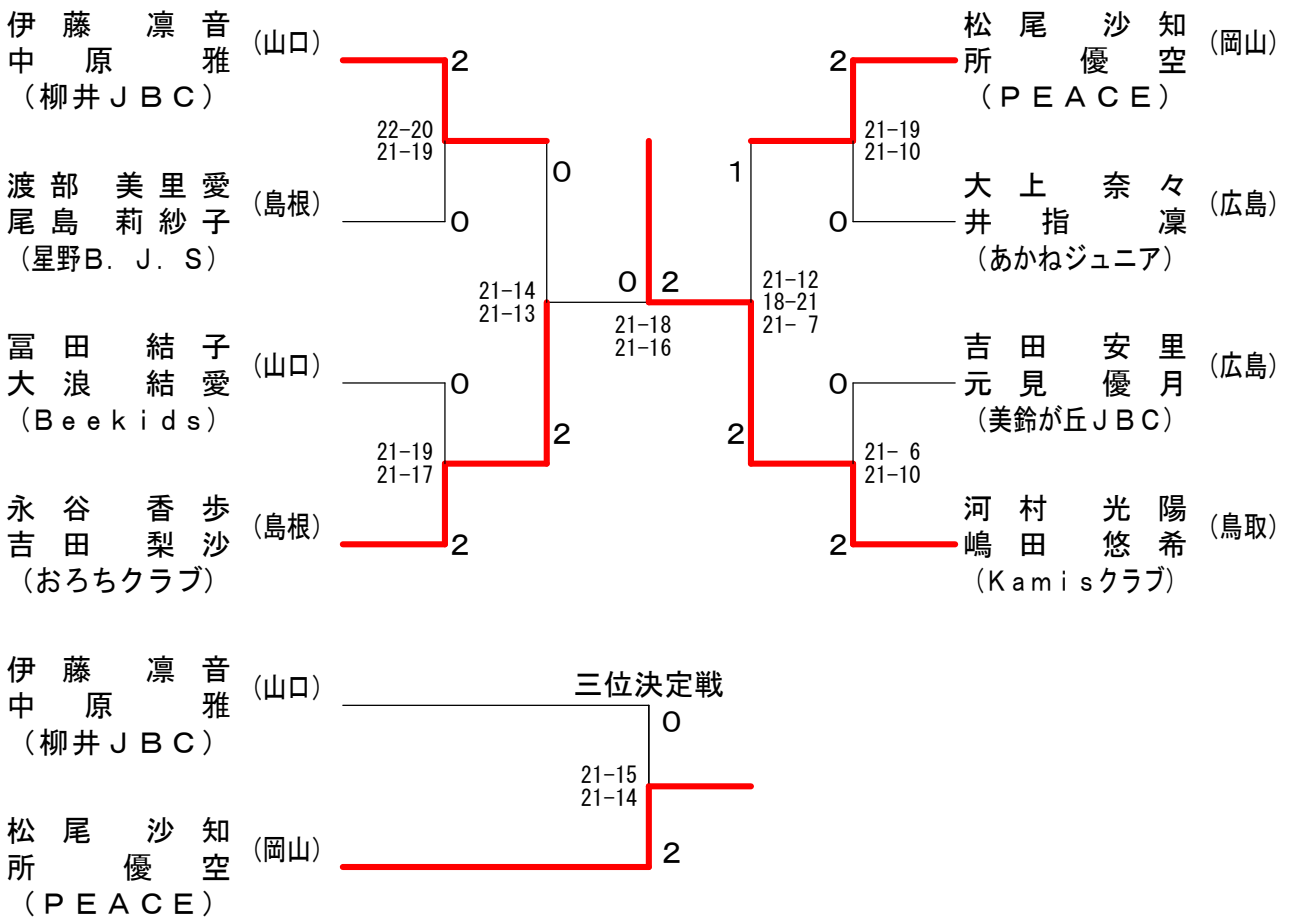 伊藤 凛音
中原 雅
(山口)
(柳井JBC)
2
22-20
21-19
渡部 美里愛
尾島 莉紗子
(島根)
(星野B.J.S)
0
0
21-14
21-13
冨田 結子
大浪 結愛
(山口)
(Beekids)
0
21-19
21-17
2
永谷 香歩
吉田 梨沙
(島根)
(おろちクラブ)
2
0
2
21-18
21-16
松尾 沙知
所 優空
(岡山)
(PEACE)
2
21-19
21-10
1
大上 奈々
井指 凜
(広島)
(あかねジュニア)
0
21-12
18-21
21- 7
吉田 安里
元見 優月
(広島)
(美鈴が丘JBC)
0
21- 6
21-10
2
河村 光陽
嶋田 悠希
(鳥取)
(Kamisクラブ)
2
三位決定戦
伊藤 凛音
中原 雅
(山口)
(柳井JBC)
0
21-15
21-14
松尾 沙知
所 優空
(岡山)
(PEACE)
2